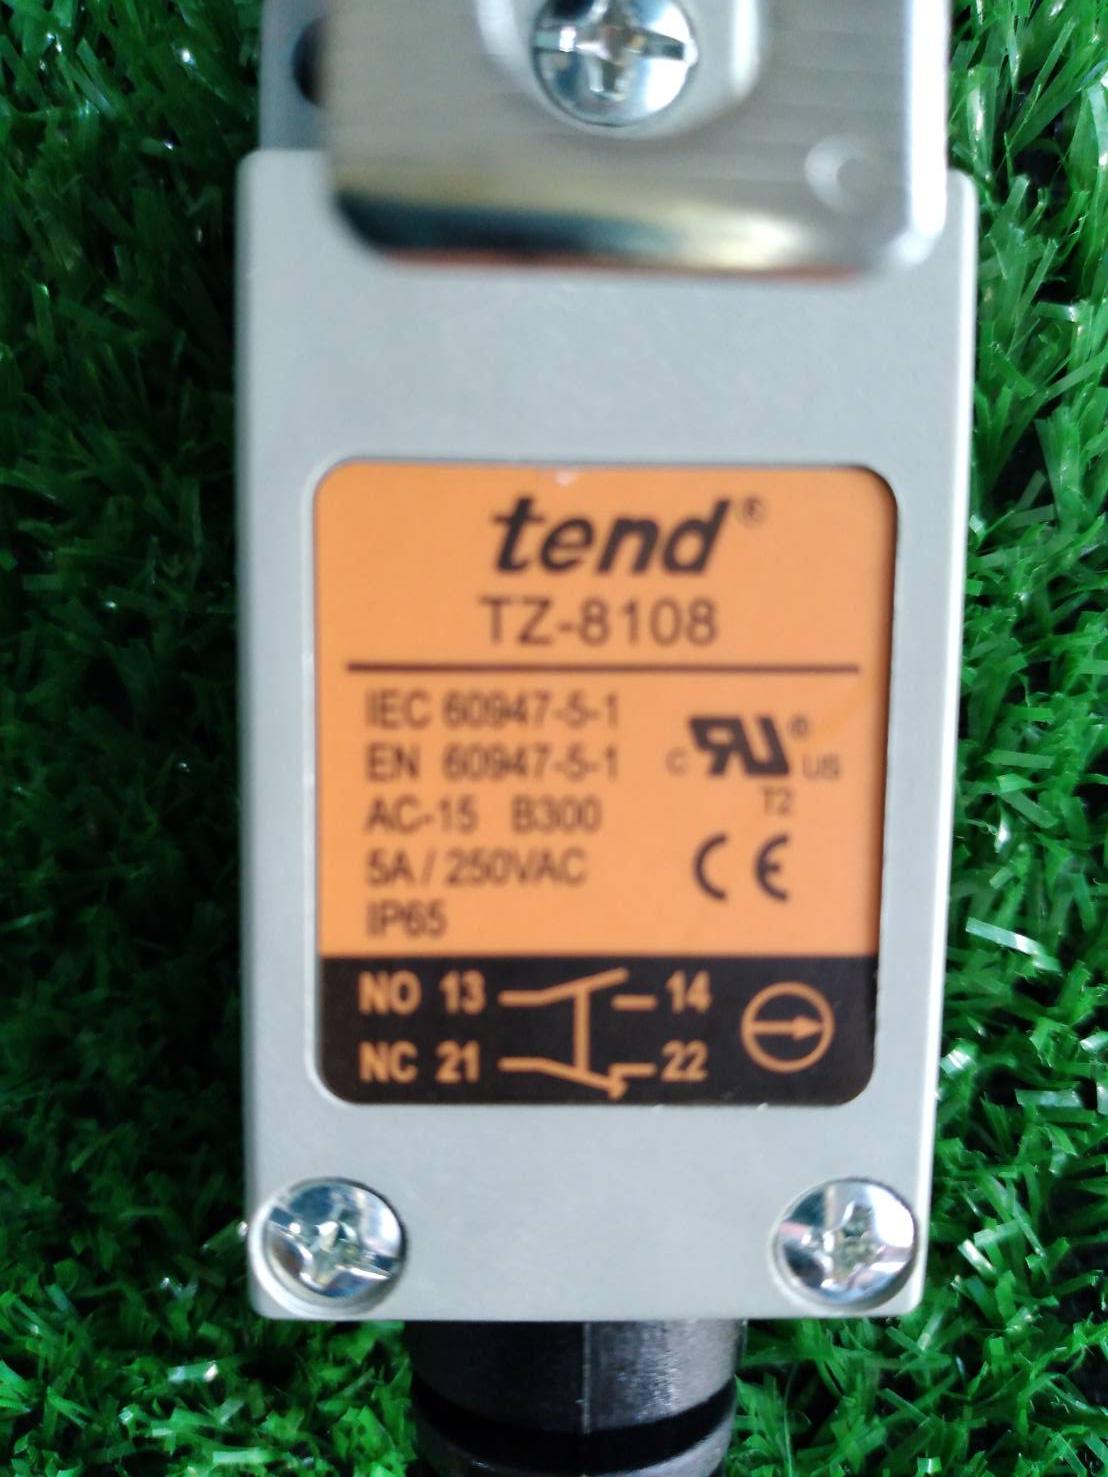 tend®
TZ-8108
IEC 60947-5-1
EN 60947-5-1
AC-15 B300
5A / 250VAC
IP65
c RU® US
T2
CE
NO 13 14
NC 21 22